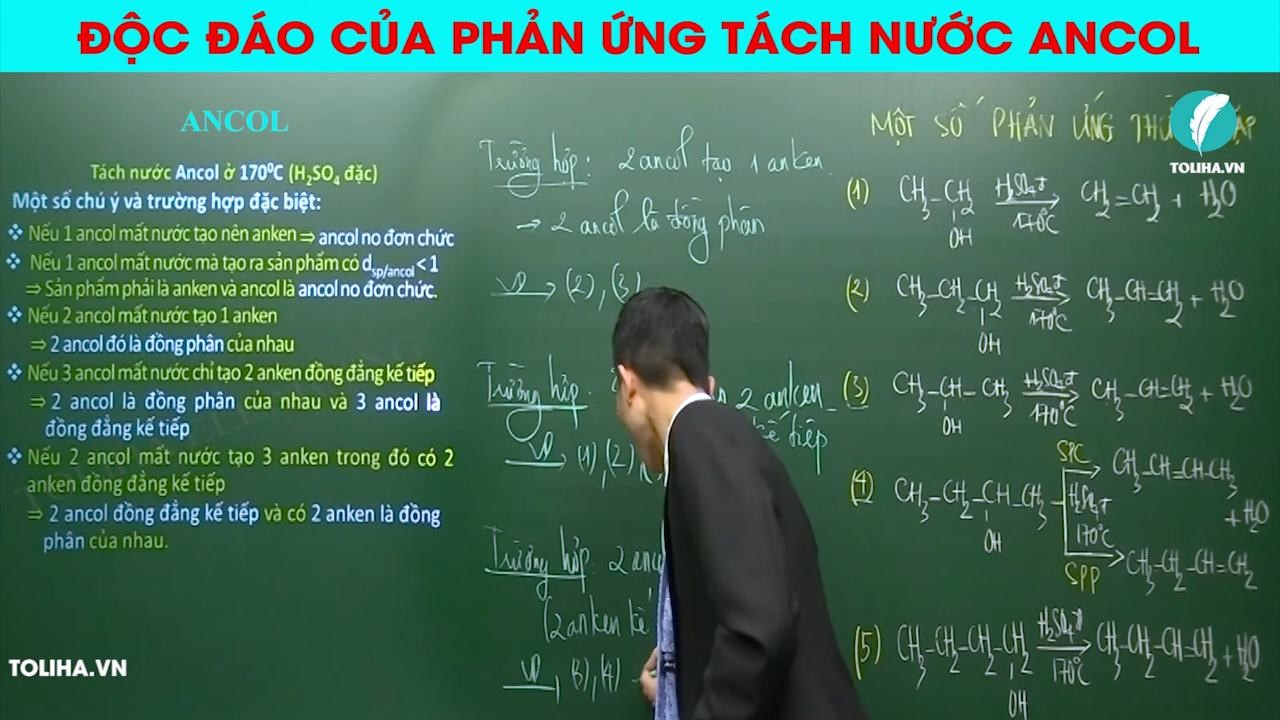 ĐỘC ĐÁO CỦA PHẢN ỨNG TÁCH NƯỚC ANCOL
ANCOL
Tách nước Ancol ở 170⁰C (H₂SO₄ đặc)
Một số chú ý và trường hợp đặc biệt:
❖ Nếu 1 ancol mất nước tạo nên anken ⇒ ancol no đơn chức
❖ Nếu 1 ancol mất nước mà tạo ra sản phẩm có d sp/ancol < 1
⇒ Sản phẩm phải là anken và ancol là ancol no đơn chức.
❖ Nếu 2 ancol mất nước tạo 1 anken
⇒ 2 ancol đó là đồng phân của nhau
❖ Nếu 3 ancol mất nước chỉ tạo 2 anken đồng đẳng kế tiếp
⇒ 2 ancol là đồng phân của nhau và 3 ancol là
đồng đẳng kế tiếp
❖ Nếu 2 ancol mất nước tạo 3 anken trong đó có 2
anken đồng đẳng kế tiếp
⇒ 2 ancol đồng đẳng kế tiếp và có 2 anken là đồng
phân của nhau.
TOLIHA.VN
Trường hợp: 2 ancol tạo 1 anken.
→ 2 ancol là đồng phân
VD → (2), (3)
Trường hợp: 2 anken
kế tiếp
VD → (1), (2),
Trường hợp: 2 anco
(2 anken kế
VD → (3), (4)
MỘT SỐ PHẢN ỨNG
TOLIHA.VN
(1) CH₃-CH₂ H₂SO₄đ → CH₂=CH₂ + H₂O
OH 170⁰C
(2) CH₃-CH₂-CH₂ H₂SO₄đ → CH₃-CH=CH₂ + H₂O
OH 170⁰C
(3) CH₃-CH-CH₃ H₂SO₄đ → CH₃-CH=CH₂ + H₂O
OH 170⁰C
SPC CH₃-CH=CH-CH₃
(4) CH₃-CH₂-CH-CH₃ H₂SO₄đ + H₂O
OH 170⁰C
SPP CH₃-CH₂-CH=CH₂
(5) CH₃-CH₂-CH₂-CH₂ H₂SO₄đ → CH₃-CH₂-CH=CH₂ + H₂O
OH 170⁰C